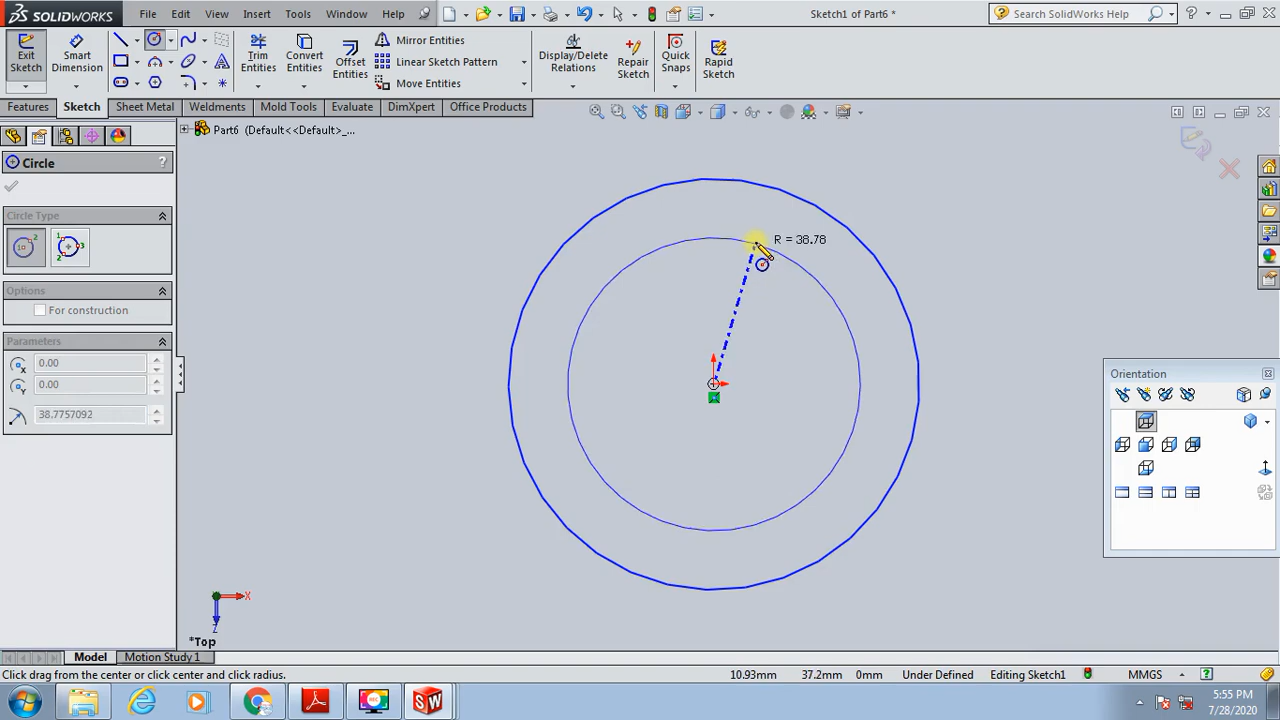 SOLIDWORKS File Edit View Insert Tools Window Help Sketch1 of Part6 * Search SolidWorks Help
Exit Sketch
Smart Dimension
Trim Entities
Convert Entities
Offset Entities
Mirror Entities
Linear Sketch Pattern
Move Entities
Display/Delete Relations
Repair Sketch
Quick Snaps
Rapid Sketch
Features Sketch Sheet Metal Weldments Mold Tools Evaluate DimXpert Office Products
Part6 (Default<<Default>_...
Circle ?
Circle Type
Options
For construction
Parameters
0.00
0.00
38.7757092
R = 38.78
Orientation
X
Z
*Top
Model Motion Study 1
Click drag from the center or click center and click radius. 10.93mm 37.2mm 0mm Under Defined Editing Sketch1 MMGS
5:55 PM
7/28/2020